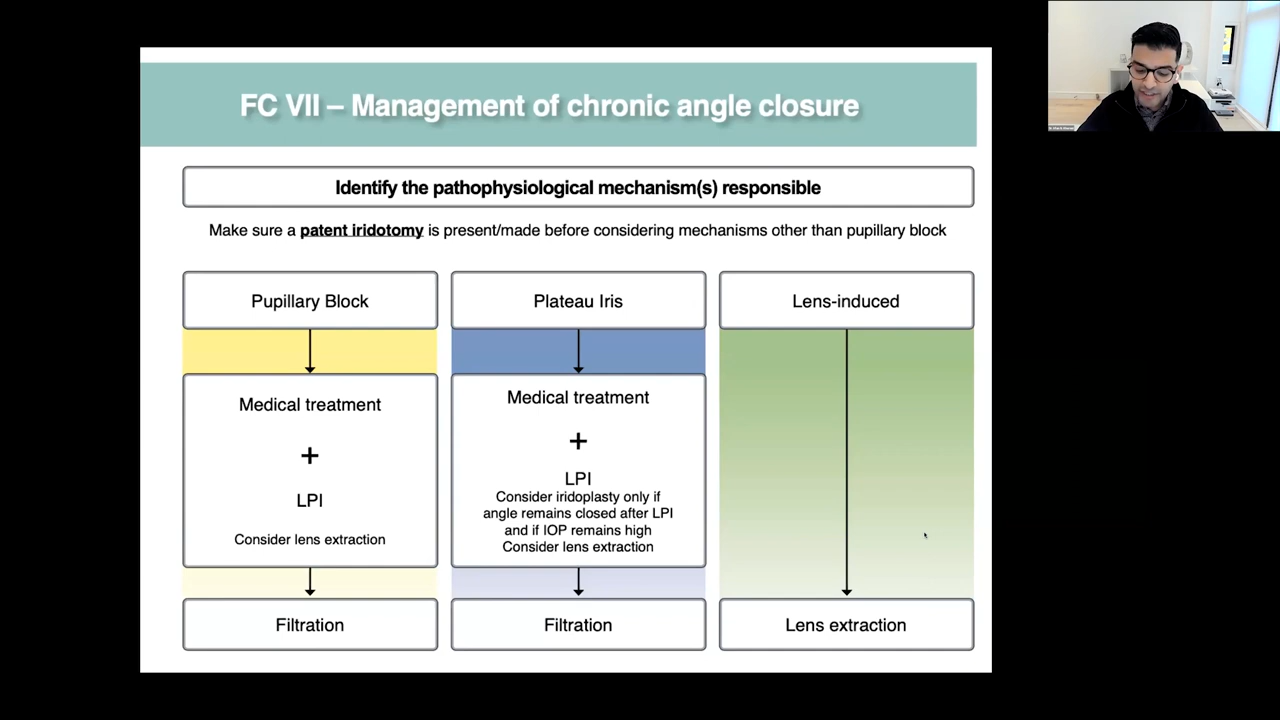 FC VII – Management of chronic angle closure
Identify the pathophysiological mechanism(s) responsible
Make sure a patent iridotomy is present/made before considering mechanisms other than pupillary block
Pupillary Block
Plateau Iris
Lens-induced
Medical treatment
+
LPI
Consider lens extraction
Medical treatment
+
LPI
Consider iridoplasty only if
angle remains closed after LPI
and if IOP remains high
Consider lens extraction
Filtration
Filtration
Lens extraction